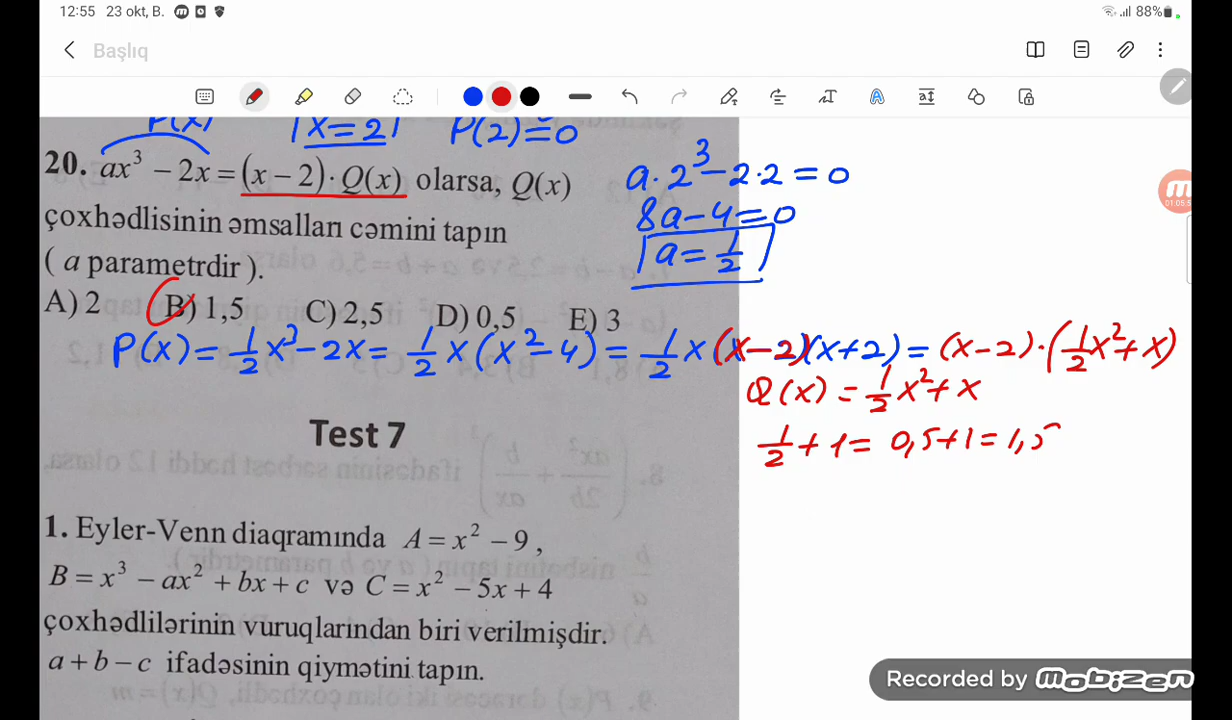 12:55 23 okt, B. 88%
Başlıq
P(x) |x=2| P(2)=0
20. ax³ − 2x = (x − 2) · Q(x) olarsa, Q(x)
çoxhədlisinin əmsalları cəmini tapın
( a parametrdir ).
A) 2 B) 1,5 C) 2,5 D) 0,5 E) 3
a·2³−2·2=0
8a−4=0
a=1/2
P(x)=1/2x³−2x=1/2x(x²−4)=1/2x(x−2)(x+2)=(x−2)·(1/2x²+x)
Q(x)=1/2x²+x
1/2+1=0,5+1=1,5
Test 7
1. Eyler-Venn diaqramında A = x² − 9 ,
B = x³ − ax² + bx + c və C = x² − 5x + 4
çoxhədlilərinin vuruqlarından biri verilmişdir.
a + b − c ifadəsinin qiymətini tapın.
1:05:5
Recorded by mobizen